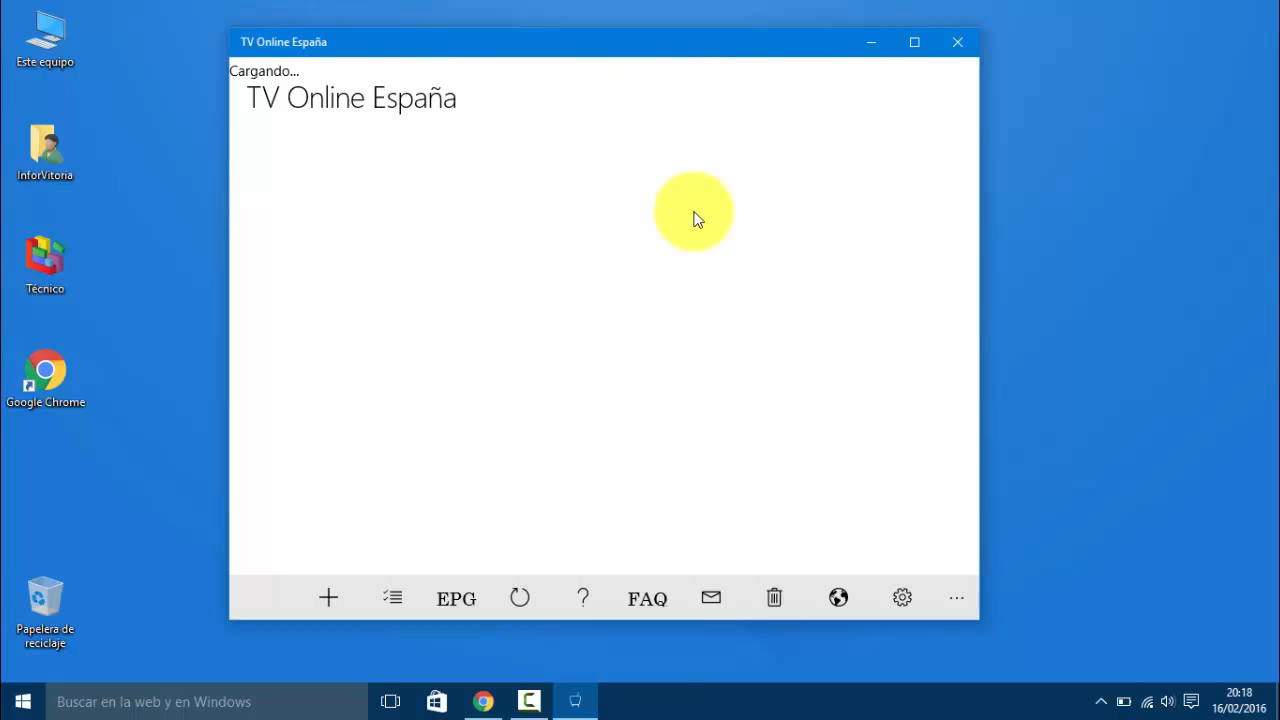 Este equipo
InforVitoria
Técnico
Google Chrome
Papelera de
reciclaje
TV Online España
Cargando...
TV Online España
EPG
?
FAQ
...
Buscar en la web y en Windows
20:18
16/02/2016